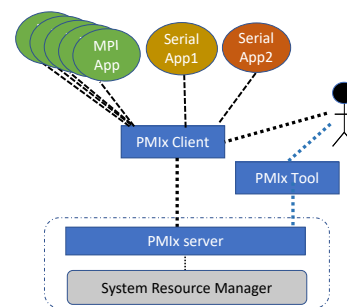 MPI
App
Serial
App1
Serial
App2
PMIx Client
PMIx Tool
PMIx server
System Resource Manager